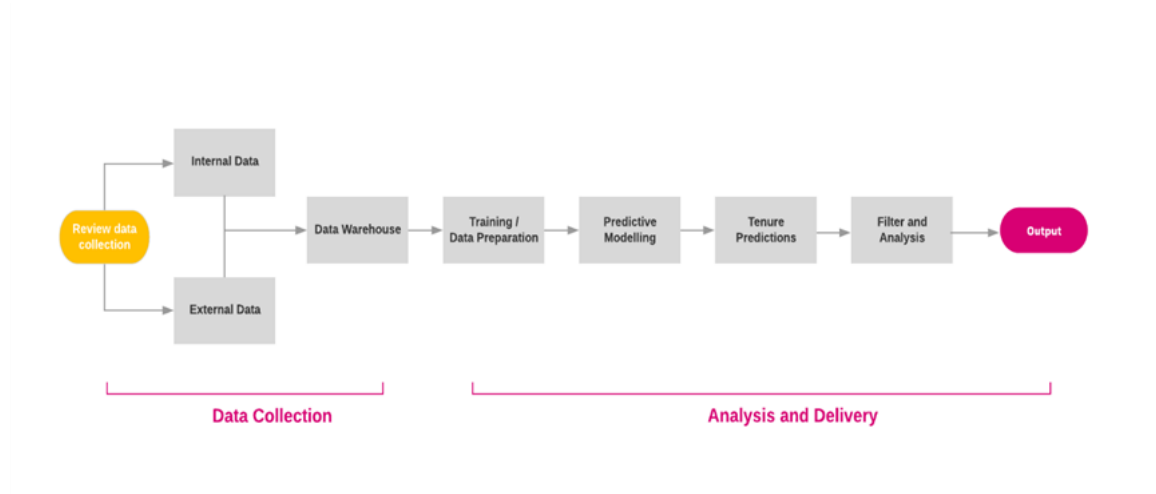 Internal Data
Review data
collection
External Data
Data Warehouse
Training /
Data Preparation
Predictive
Modelling
Tenure
Predictions
Filter and
Analysis
Output
Data Collection
Analysis and Delivery